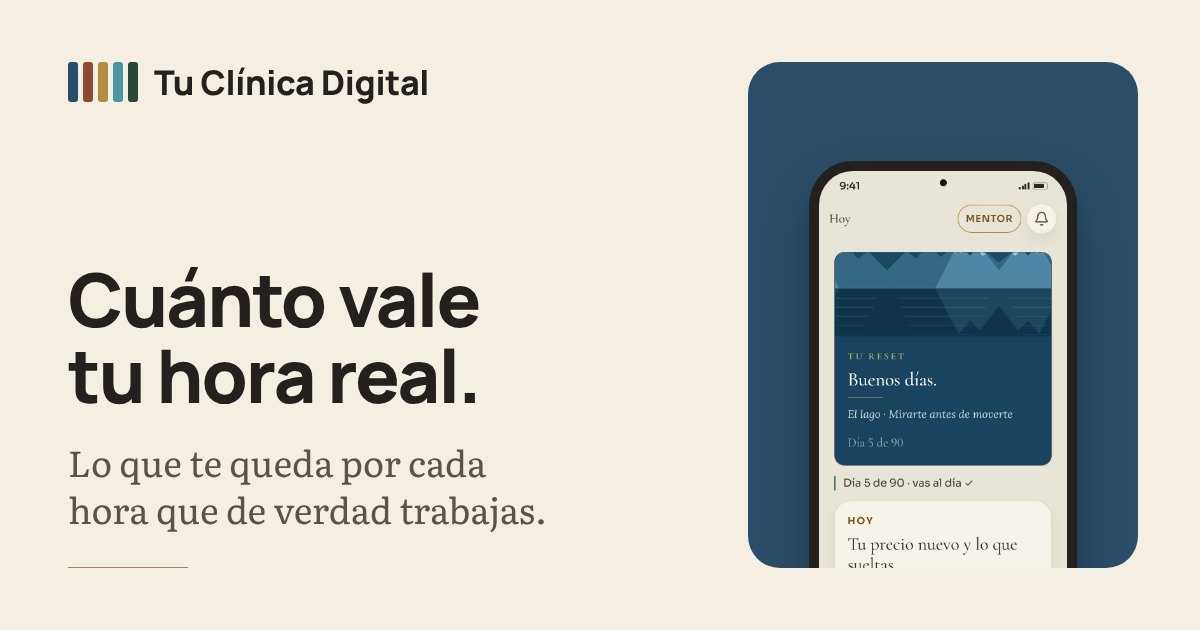 Tu Clínica Digital
Cuánto vale
tu hora real.
Lo que te queda por cada
hora que de verdad trabajas.
9:41
Hoy
MENTOR
TU RESET
Buenos días.
El lago · Mirarte antes de moverte
Día 5 de 90
Día 5 de 90 · vas al día ✓
HOY
Tu precio nuevo y lo que
sueltas